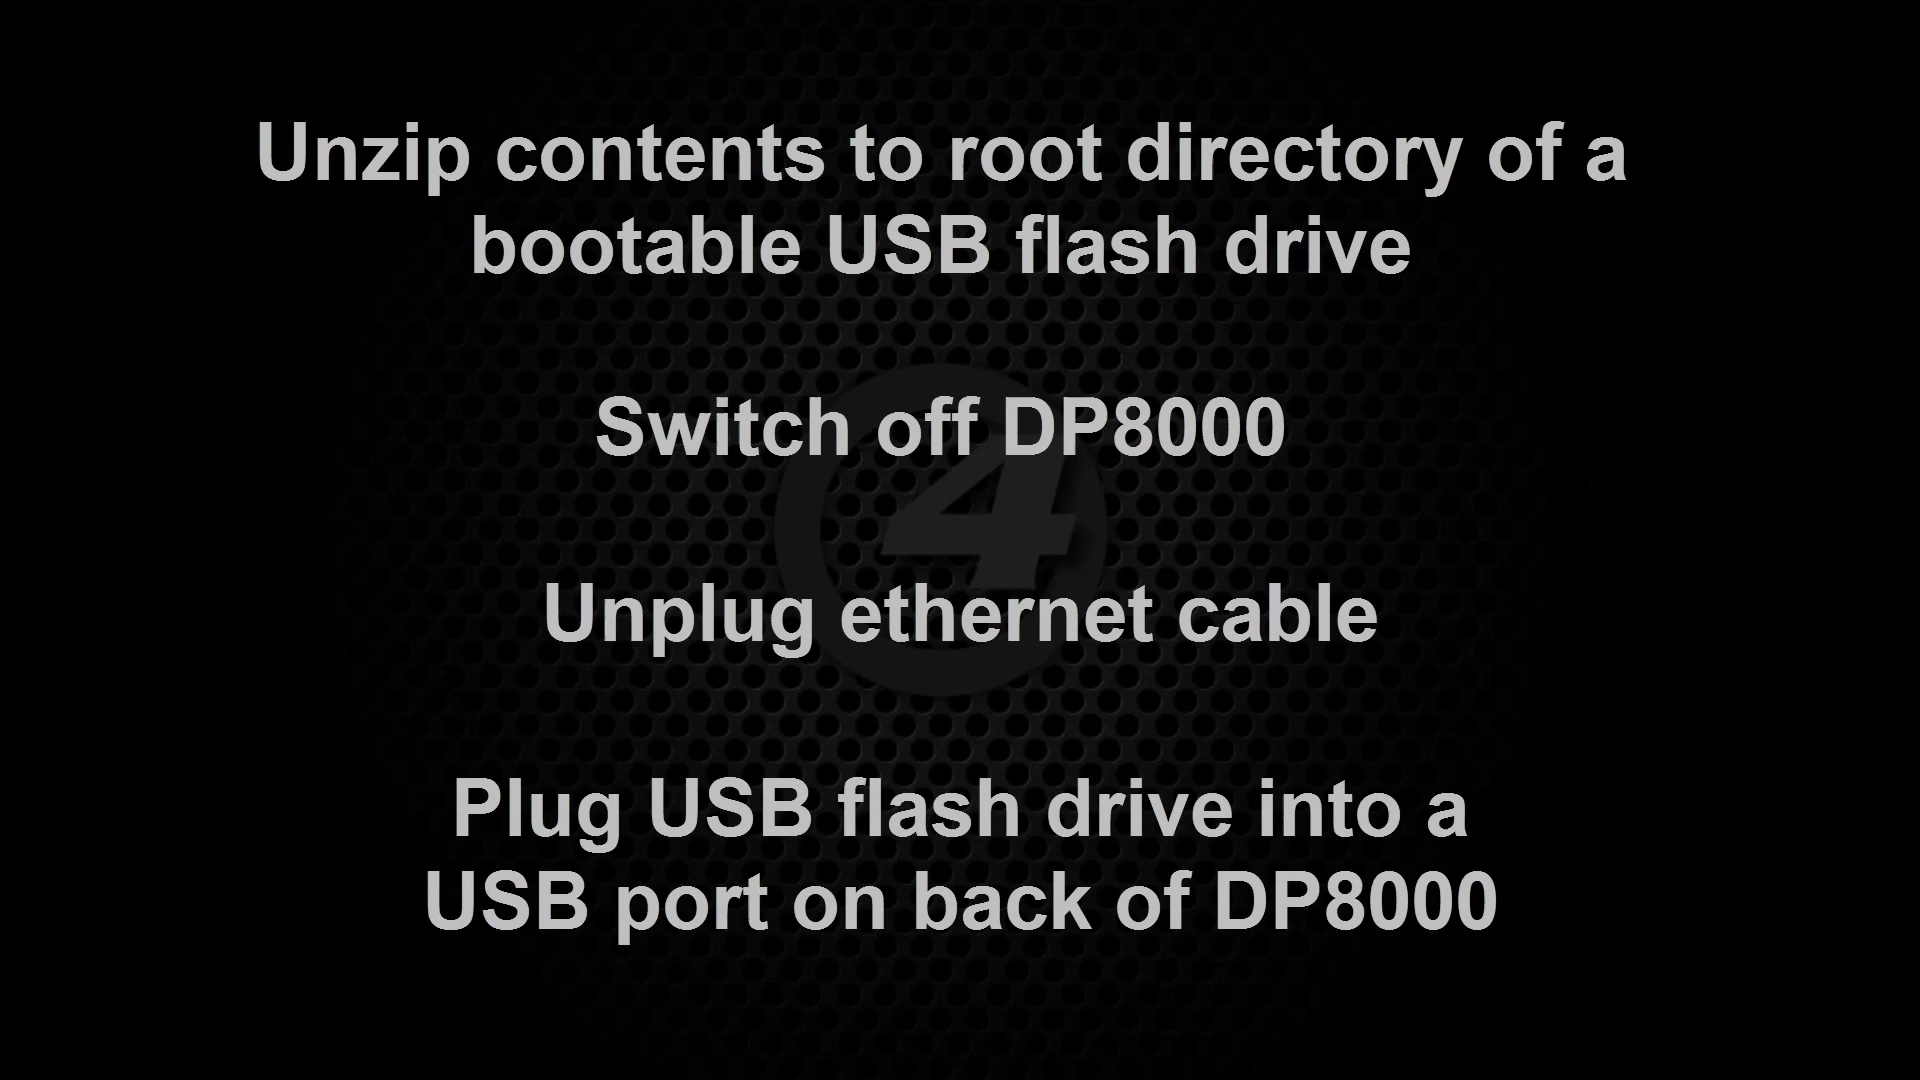 Unzip contents to root directory of a
bootable USB flash drive
Switch off DP8000
4
Unplug ethernet cable
Plug USB flash drive into a
USB port on back of DP8000